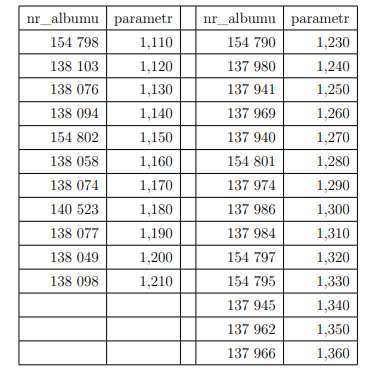 nr_albumu parametr nr_albumu parametr
154 798 1,110 154 790 1,230
138 103 1,120 137 980 1,240
138 076 1,130 137 941 1,250
138 094 1,140 137 969 1,260
154 802 1,150 137 940 1,270
138 058 1,160 154 801 1,280
138 074 1,170 137 974 1,290
140 523 1,180 137 986 1,300
138 077 1,190 137 984 1,310
138 049 1,200 154 797 1,320
138 098 1,210 154 795 1,330
137 945 1,340
137 962 1,350
137 966 1,360